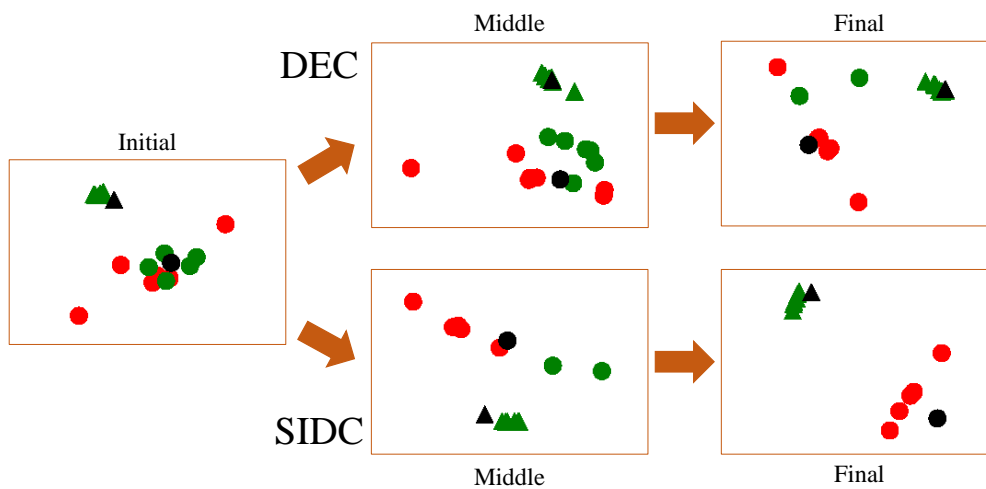 Middle
Final
DEC
Initial
SIDC
Middle
Final